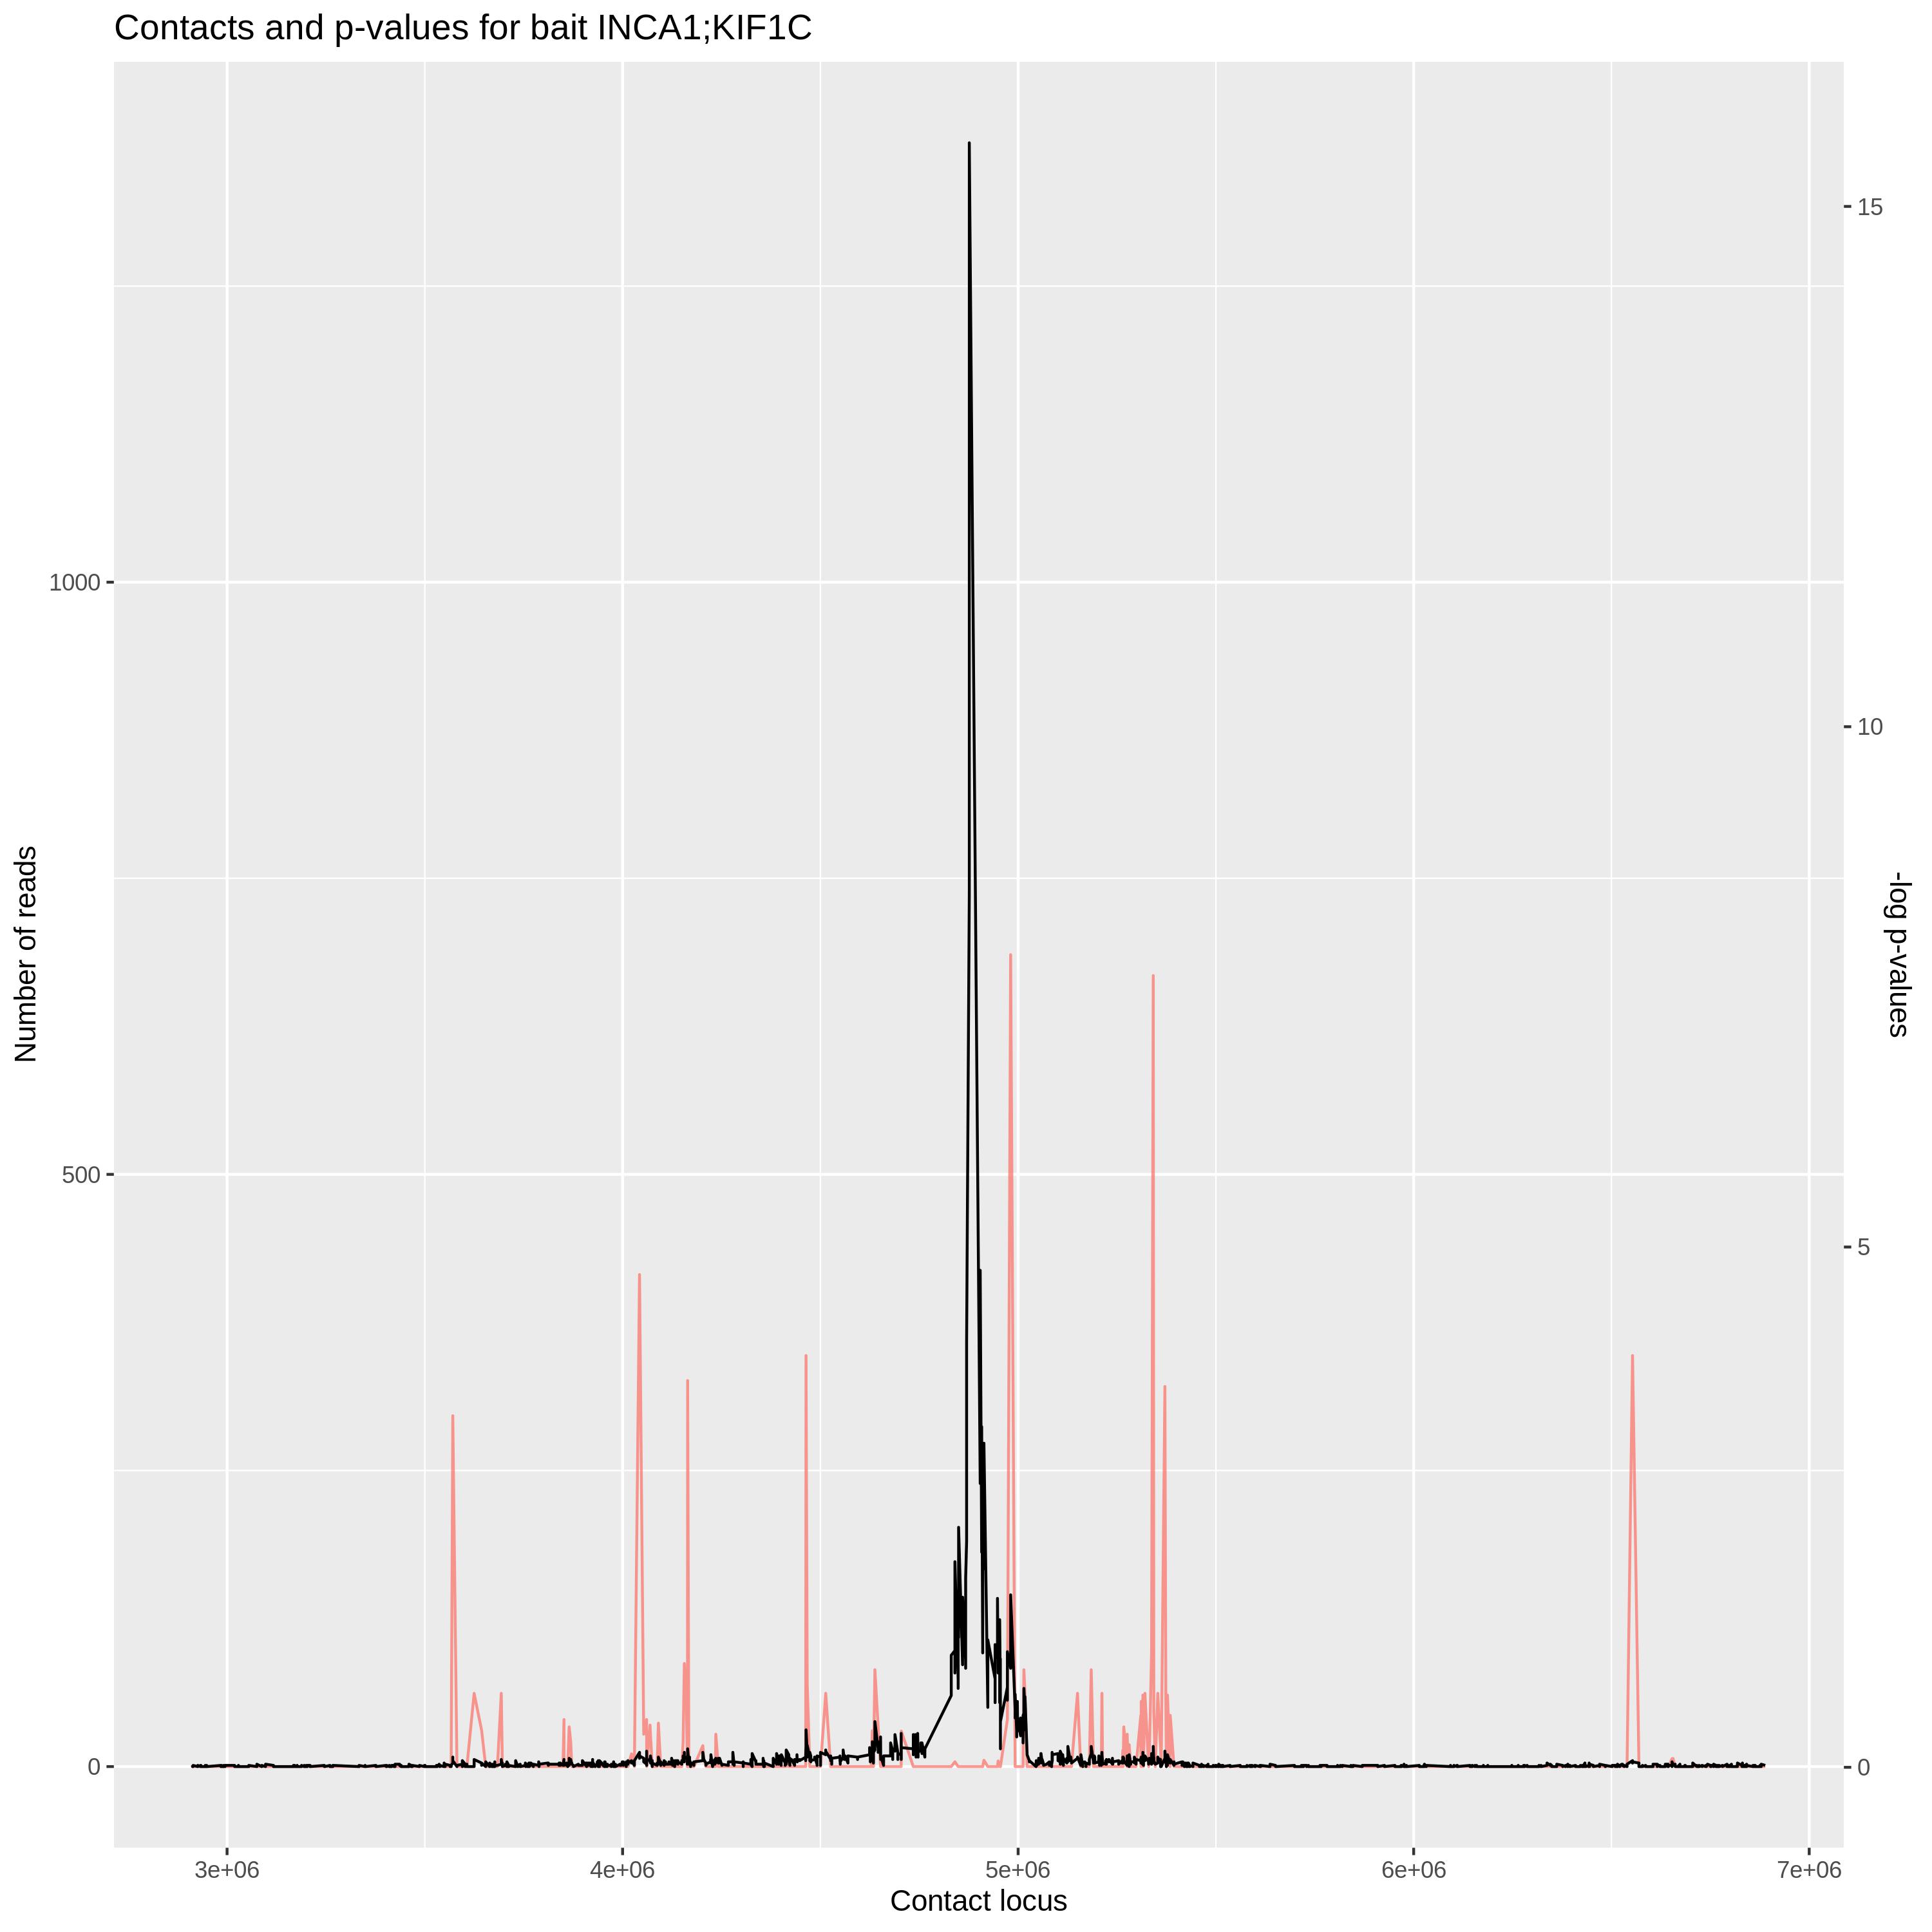 Contacts and p-values for bait INCA1;KIF1C
15
1000
10
Number of reads
-log p-values
500
5
0
0
3e+06
4e+06
5e+06
6e+06
7e+06
Contact locus